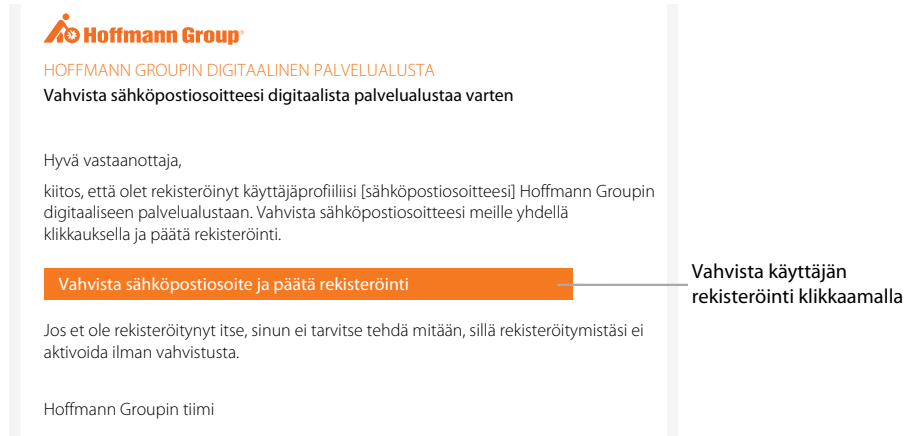 Hoffmann Group
HOFFMANN GROUPIN DIGITAALINEN PALVELUALUSTA
Vahvista sähköpostiosoitteesi digitaalista palvelualustaa varten
Hyvä vastaanottaja,
kiitos, että olet rekisteröinyt käyttäjäprofiiliisi [sähköpostiosoitteesi] Hoffmann Groupin
digitaaliseen palvelualustaan. Vahvista sähköpostiosoitteesi meille yhdellä
klikkauksella ja päätä rekisteröinti.
Vahvista sähköpostiosoite ja päätä rekisteröinti
Vahvista käyttäjän
rekisteröinti klikkaamalla
Jos et ole rekisteröitynyt itse, sinun ei tarvitse tehdä mitään, sillä rekisteröitymistäsi ei
aktivoida ilman vahvistusta.
Hoffmann Groupin tiimi